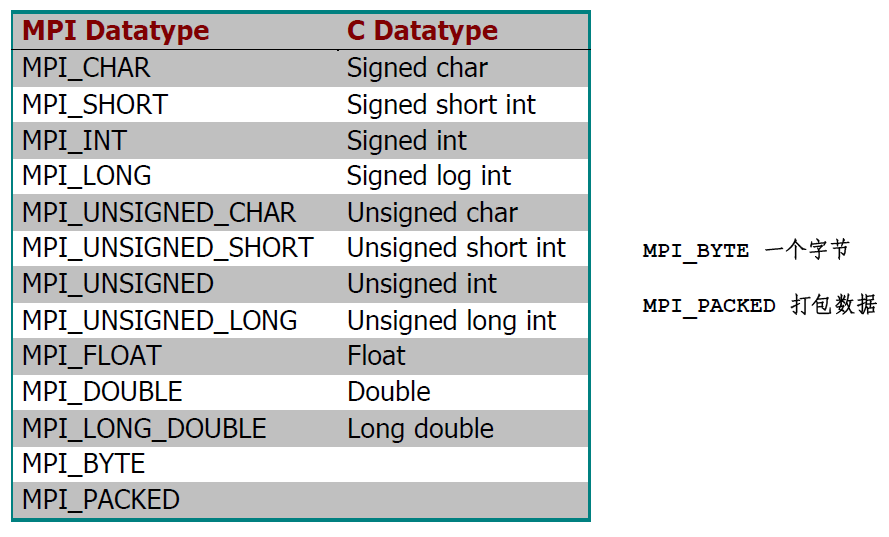 MPI Datatype C Datatype
MPI_CHAR Signed char
MPI_SHORT Signed short int
MPI_INT Signed int
MPI_LONG Signed log int
MPI_UNSIGNED_CHAR Unsigned char
MPI_UNSIGNED_SHORT Unsigned short int
MPI_UNSIGNED Unsigned int
MPI_UNSIGNED_LONG Unsigned long int
MPI_FLOAT Float
MPI_DOUBLE Double
MPI_LONG_DOUBLE Long double
MPI_BYTE
MPI_PACKED
MPI_BYTE 一个字节
MPI_PACKED 打包数据